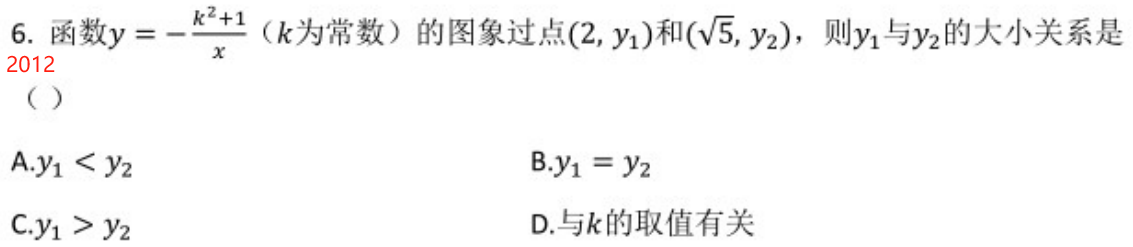 6. 函数y = −\frac{k²+1}{x}（k为常数）的图象过点(2, y₁)和(√5, y₂)，则y₁与y₂的大小关系是
2012
（ ）
A.y₁ < y₂
B.y₁ = y₂
C.y₁ > y₂
D.与k的取值有关